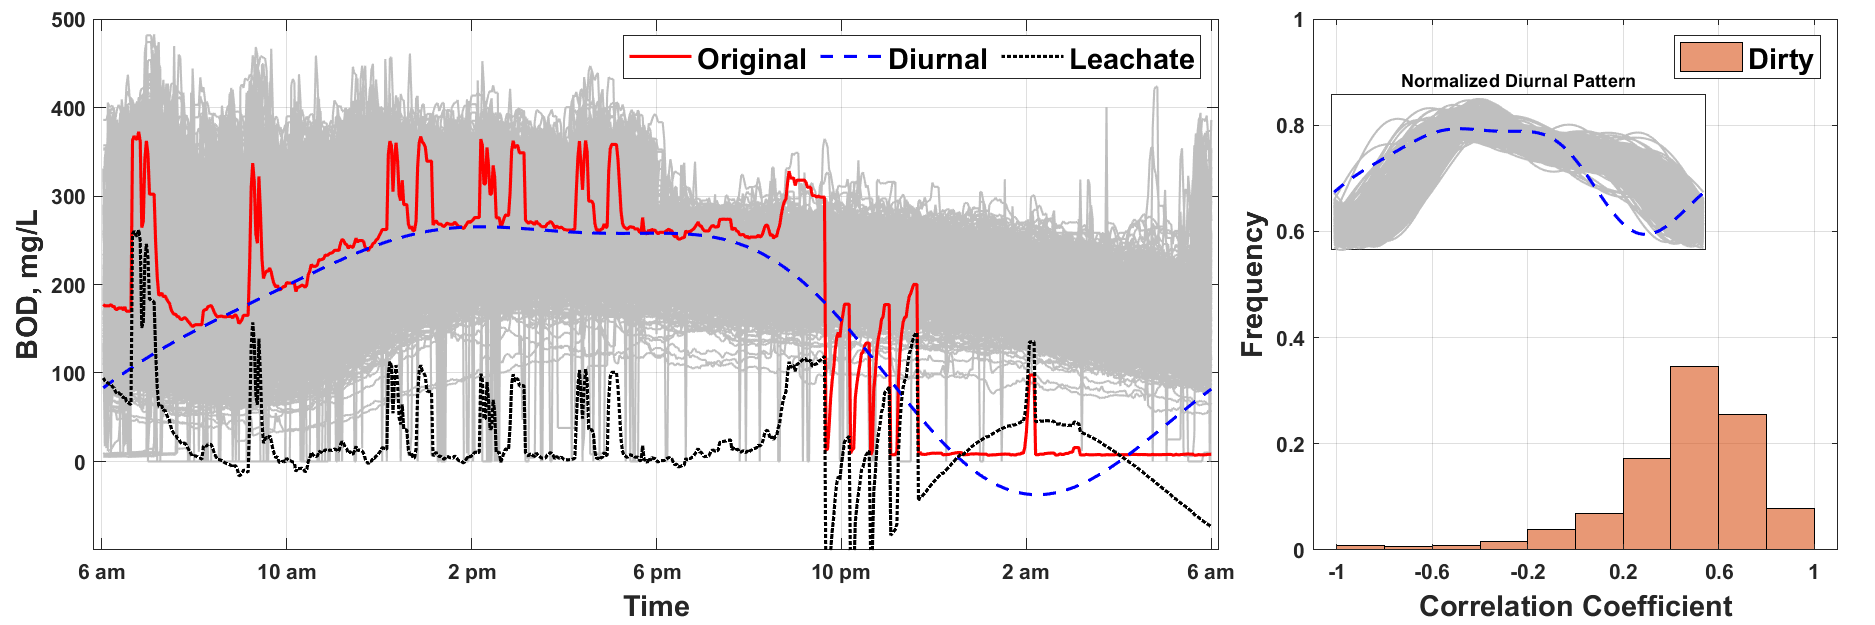 500
400
300
200
100
0
BOD, mg/L
Original Diurnal Leachate
6 am 10 am 2 pm 6 pm 10 pm 2 am 6 am
Time
1
0.8
0.6
0.4
0.2
0
Frequency
Dirty
Normalized Diurnal Pattern
-1 -0.6 -0.2 0.2 0.6 1
Correlation Coefficient